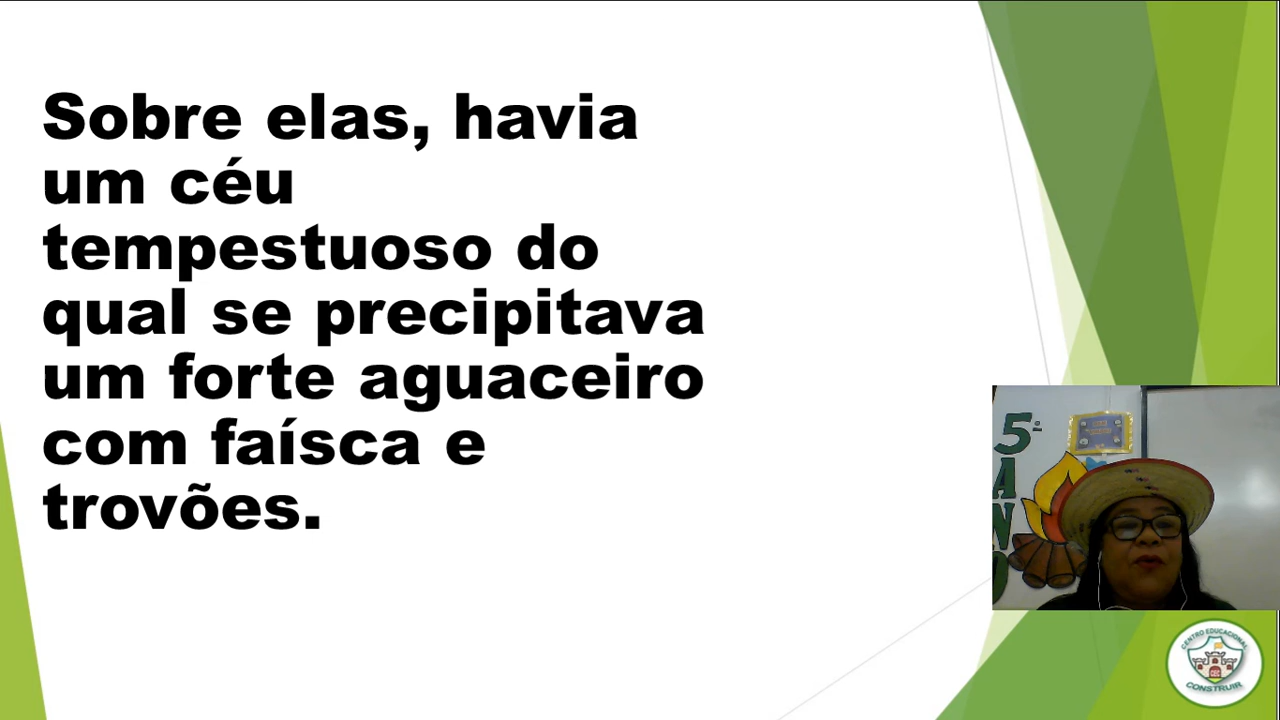 Sobre elas, havia
um céu
tempestuoso do
qual se precipitava
um forte aguaceiro
com faísca e
trovões.
5º
ANO
CENTRO EDUCACIONAL
CONSTRUIR